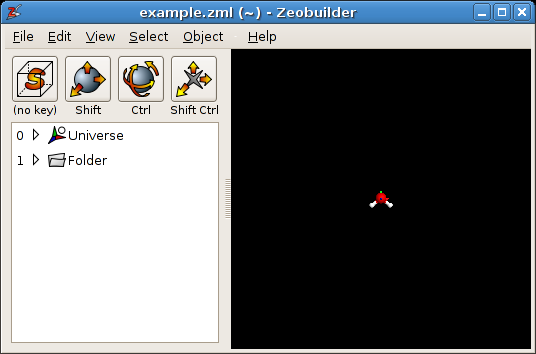 example.zml (~) - Zeobuilder
File Edit View Select Object Help
(no key) Shift Ctrl Shift Ctrl
0 Universe
1 Folder